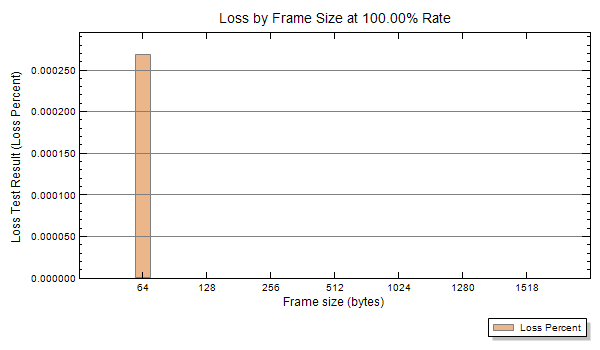 Loss by Frame Size at 100.00% Rate
Loss Test Result (Loss Percent)
0.000250
0.000200
0.000150
0.000100
0.000050
0.000000
64 128 256 512 1024 1280 1518
Frame size (bytes)
Loss Percent